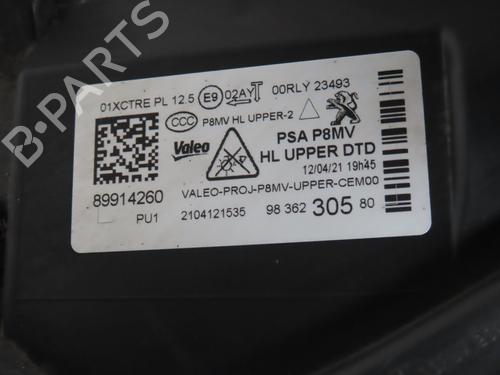 B-PARTS
01XCTRE PL 12.5 E9 02AYT 00RLY 23493
CCC P8MV HL UPPER-2
Valeo
PSA P8MV
HL UPPER DTD
12/04/21 19h45
89914260
VALEO-PROJ-P8MV-UPPER-CEM00
PU1 2104121535 98 362 305 80